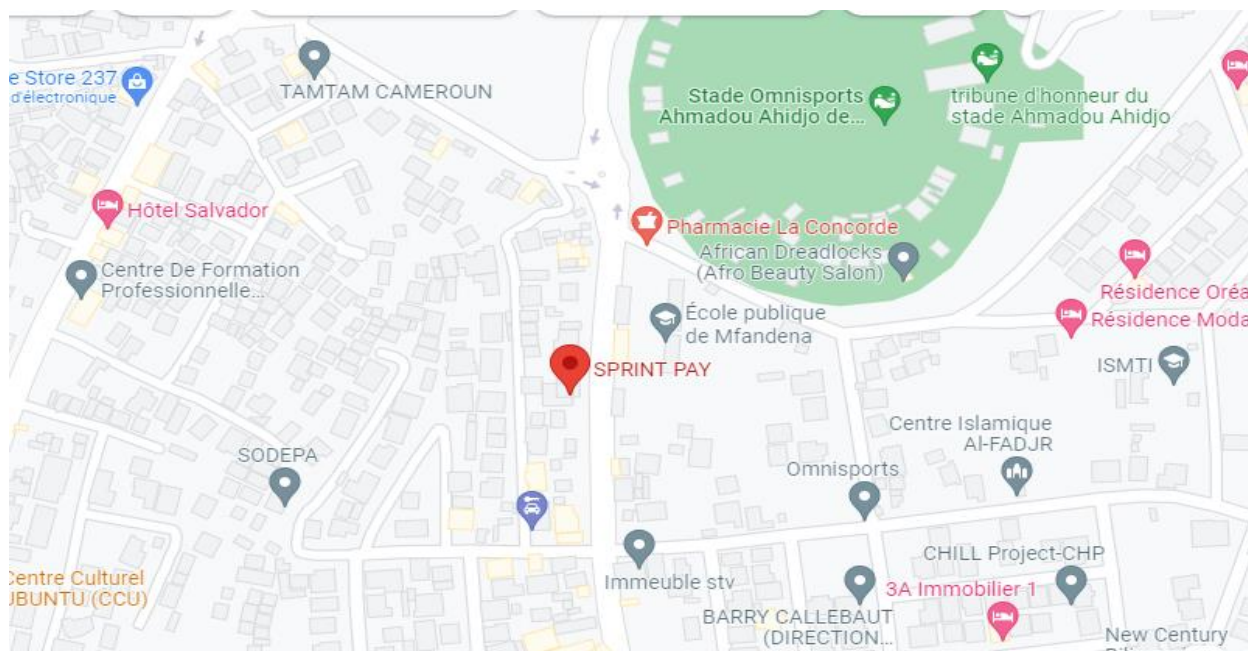 e Store 237
d'électronique
TAMTAM CAMEROUN
Stade Omnisports
Ahmadou Ahidjo de...
tribune d'honneur du
stade Ahmadou Ahidjo
Hôtel Salvador
Pharmacie La Concorde
Centre De Formation
Professionnelle...
African Dreadlocks
(Afro Beauty Salon)
Résidence Oréa
École publique
de Mfandena
Résidence Moda
SPRINT PAY
ISMTI
Centre Islamique
Al-FADJR
SODEPA
Omnisports
CHILL Project-CHP
Immeuble stv
Centre Culturel
UBUNTU (CCU)
3A Immobilier 1
BARRY CALLEBAUT
(DIRECTION...
New Century